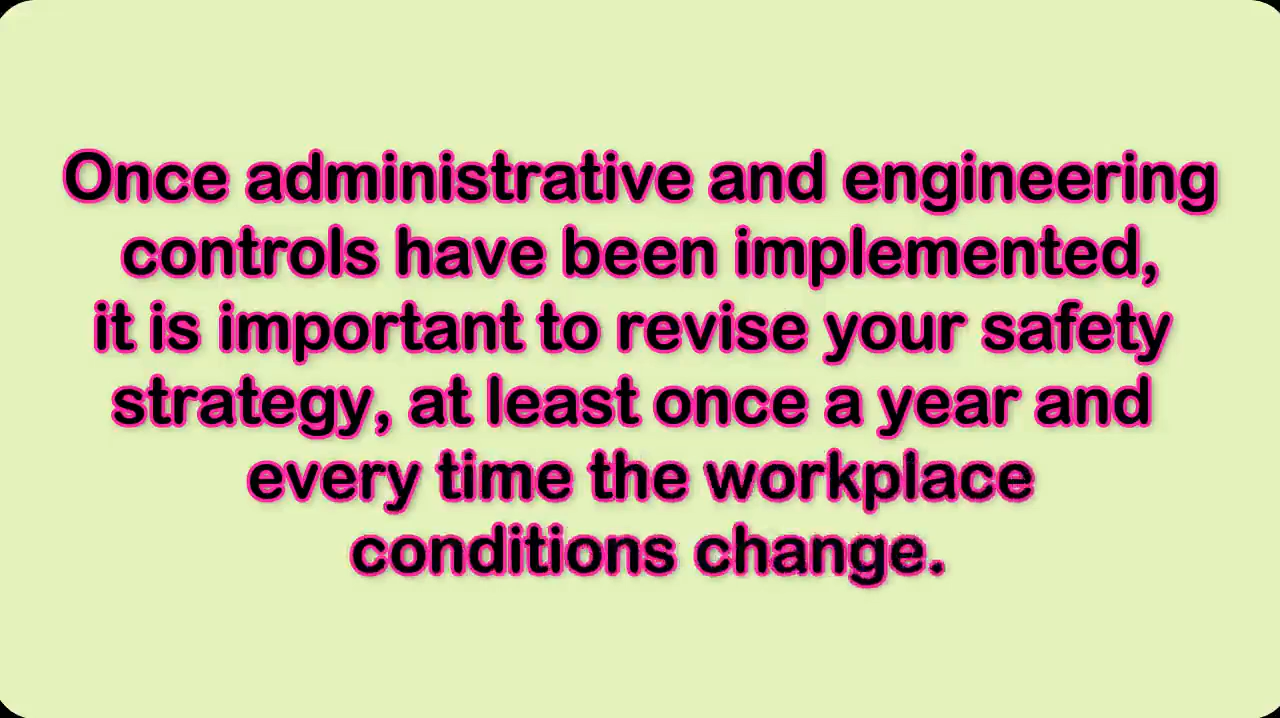 Once administrative and engineering
controls have been implemented,
it is important to revise your safety
strategy, at least once a year and
every time the workplace
conditions change.